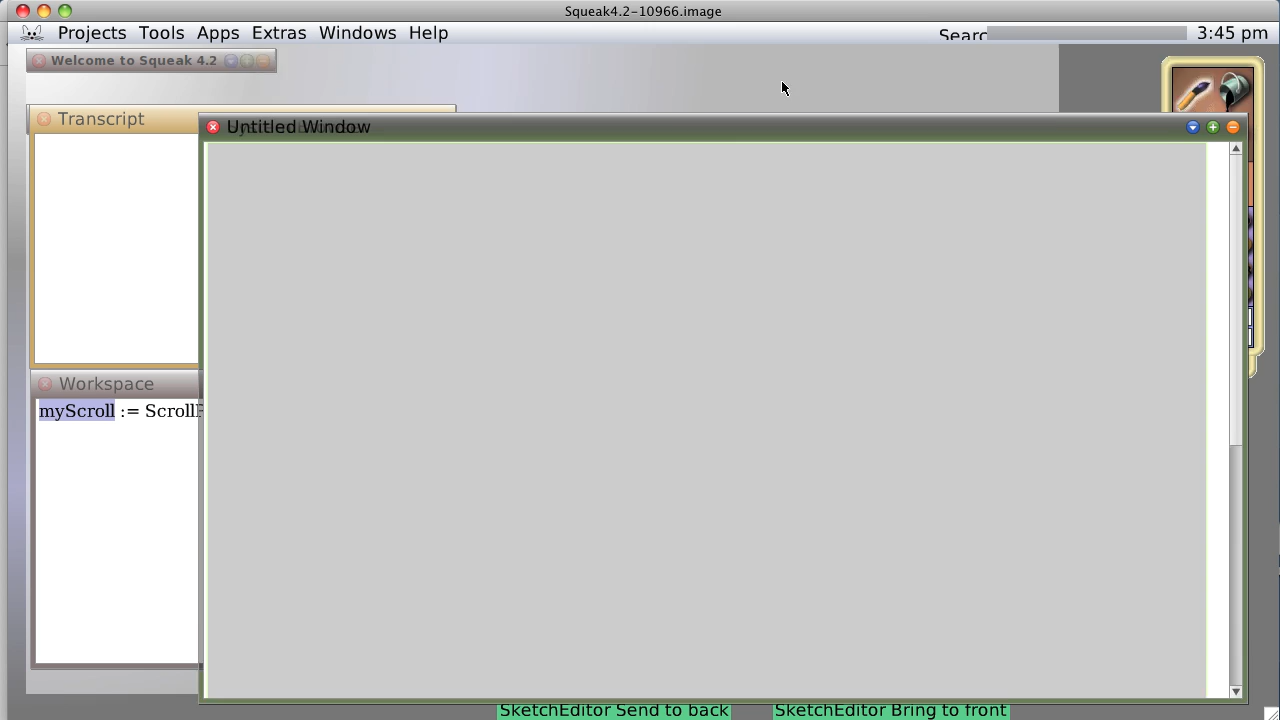 Squeak4.2-10966.image
Projects Tools Apps Extras Windows Help
Searc
3:45 pm
Welcome to Squeak 4.2
Transcript
Untitled Window
Workspace
myScroll := Scroll
SketchEditor Send to back
SketchEditor Bring to front